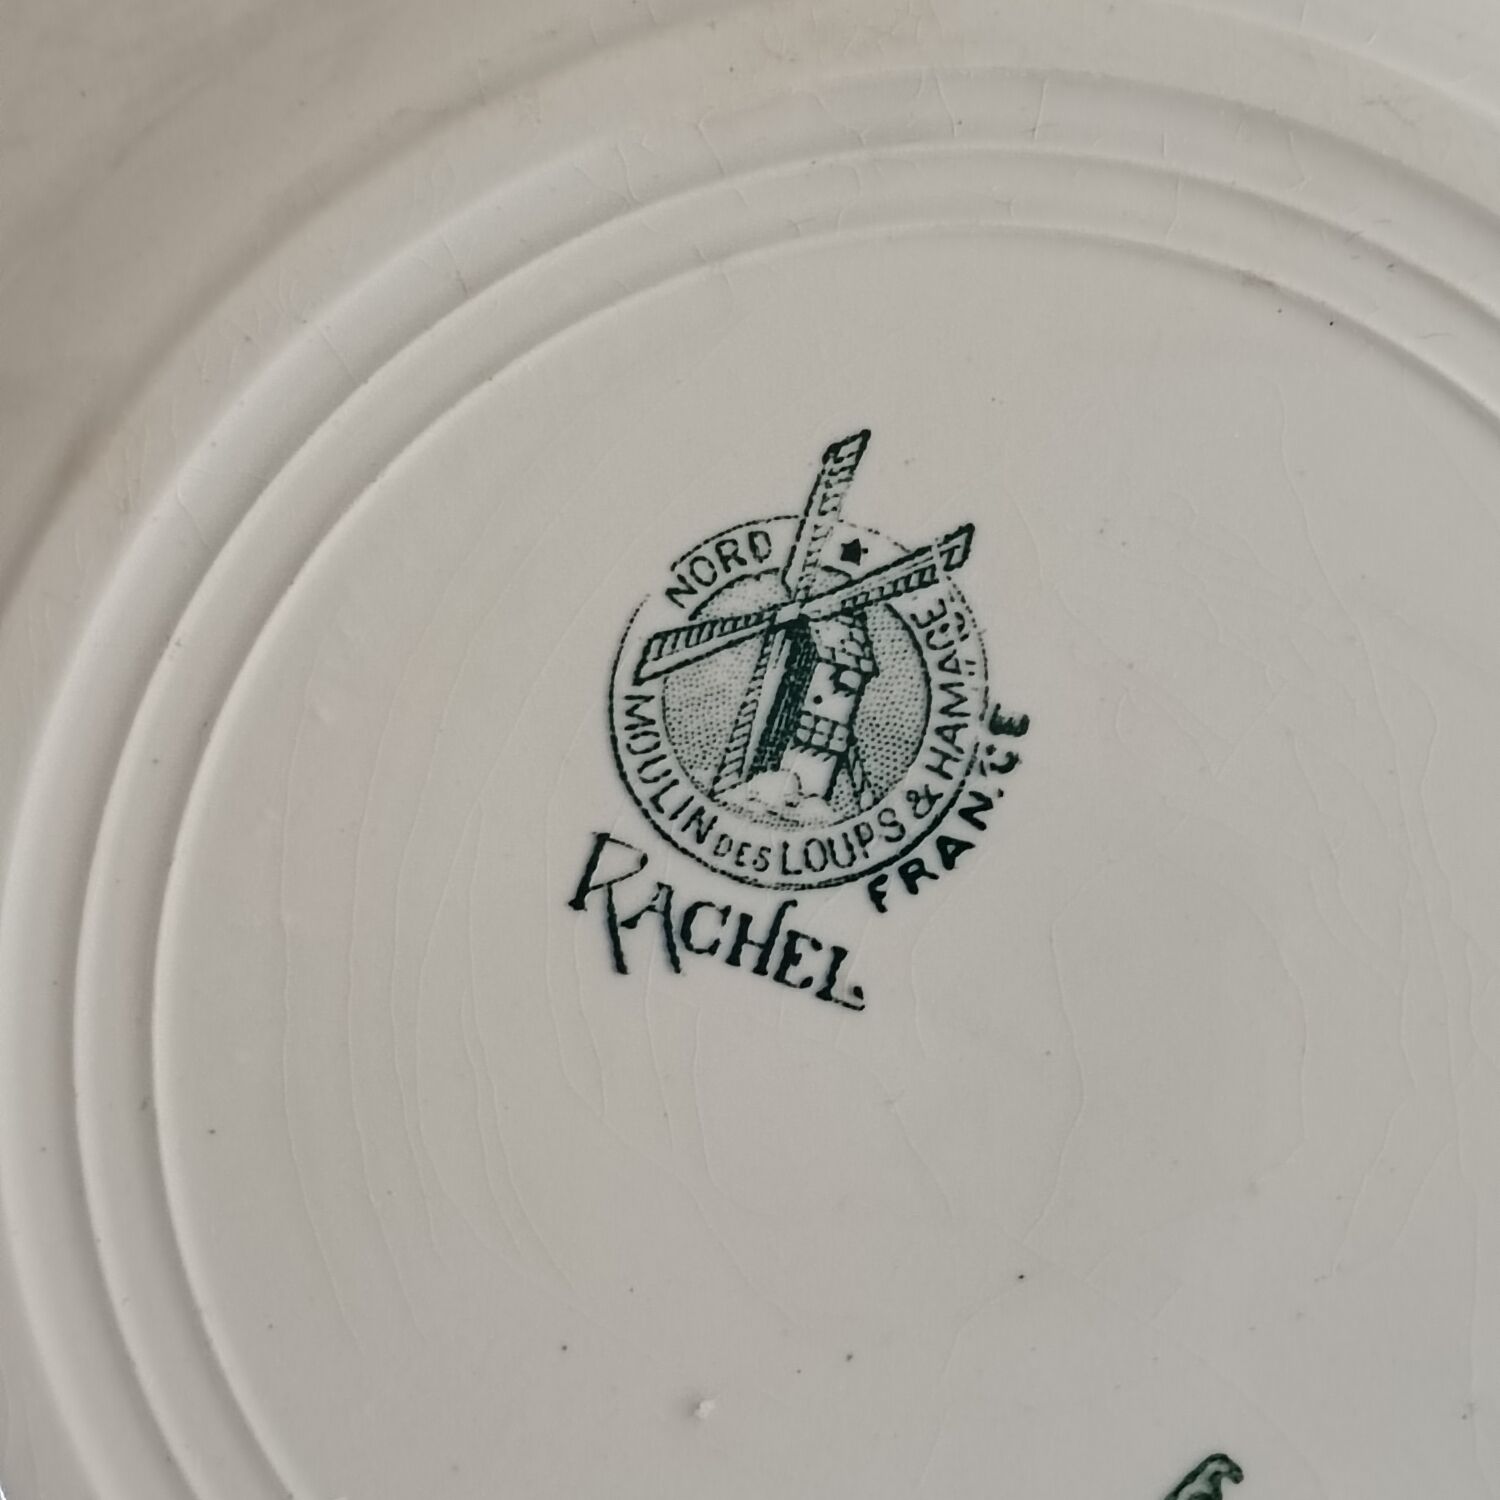 NORD ★
MOULIN DES LOUPS & HAMAGE
FRANCE
RACHEL